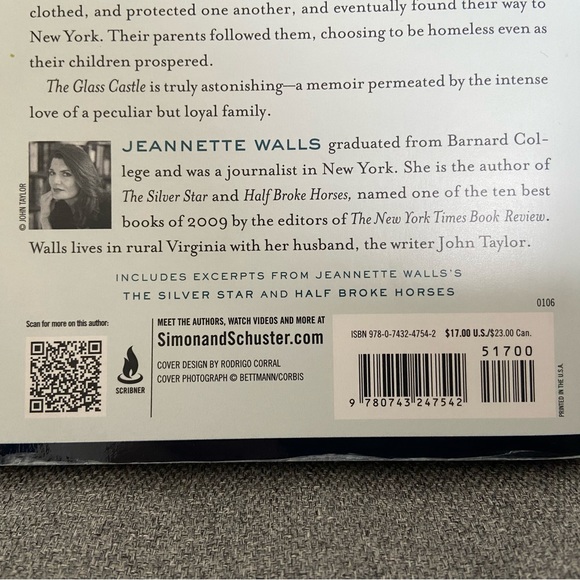 clothed, and protected one another, and eventually found their way to
New York. Their parents followed them, choosing to be homeless even as
their children prospered.
The Glass Castle is truly astonishing—a memoir permeated by the intense
love of a peculiar but loyal family.
© JOHN TAYLOR
JEANNETTE WALLS graduated from Barnard Col-
lege and was a journalist in New York. She is the author of
The Silver Star and Half Broke Horses, named one of the ten best
books of 2009 by the editors of The New York Times Book Review.
Walls lives in rural Virginia with her husband, the writer John Taylor.
INCLUDES EXCERPTS FROM JEANNETTE WALLS'S
THE SILVER STAR AND HALF BROKE HORSES
0106
Scan for more on this author:
SCRIBNER
MEET THE AUTHORS, WATCH VIDEOS AND MORE AT
SimonandSchuster.com
COVER DESIGN BY RODRIGO CORRAL
COVER PHOTOGRAPH © BETTMANN/CORBIS
ISBN 978-0-7432-4754-2 $17.00 U.S./$23.00 Can.
51700
9 780743 247542
PRINTED IN THE U.S.A.